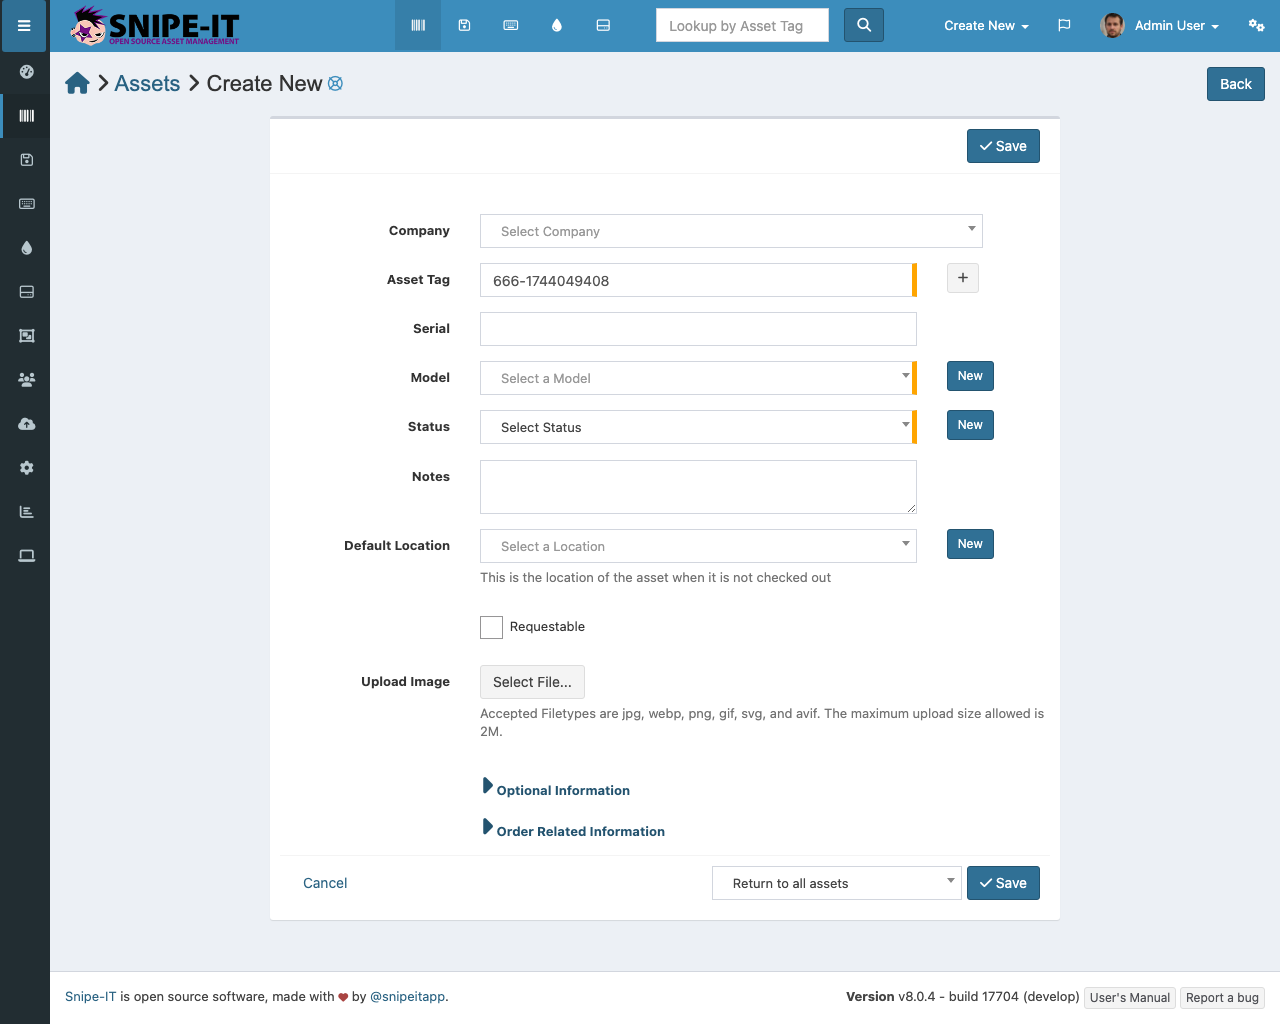 SNIPE-IT
OPEN SOURCE ASSET MANAGEMENT
Lookup by Asset Tag
Create New
Admin User
Assets
Create New
Back
Save
Company
Select Company
Asset Tag
666-1744049408
Serial
Model
Select a Model
New
Status
Select Status
New
Notes
Default Location
Select a Location
New
This is the location of the asset when it is not checked out
Requestable
Upload Image
Select File...
Accepted Filetypes are jpg, webp, png, gif, svg, and avif. The maximum upload size allowed is
2M.
Optional Information
Order Related Information
Cancel
Return to all assets
Save
Snipe-IT is open source software, made with by @snipeitapp.
Version v8.0.4 - build 17704 (develop)
User's Manual
Report a bug